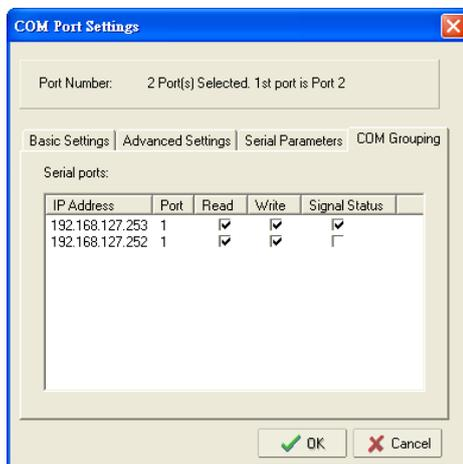 COM Port Settings
Port Number: 2 Port(s) Selected. 1st port is Port 2
Basic Settings Advanced Settings Serial Parameters COM Grouping
Serial ports:
IP Address Port Read Write Signal Status
192.168.127.253 1
192.168.127.252 1
OK Cancel